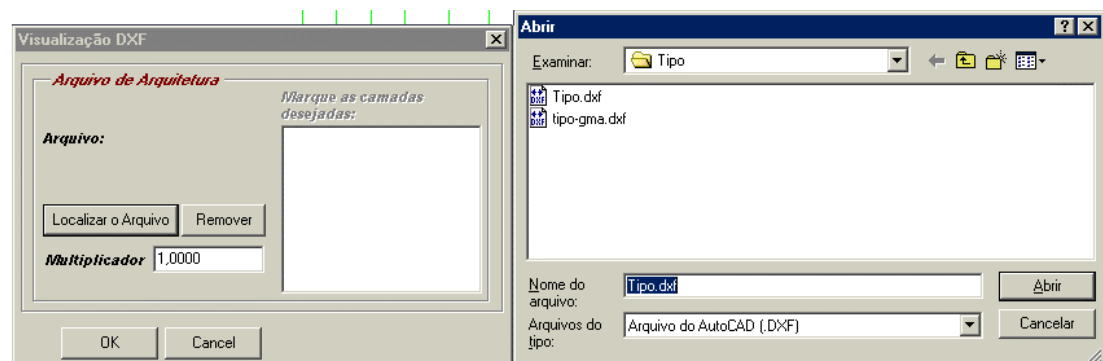 Visualização DXF
Arquivo de Arquitetura
Marque as camadas
desejadas:
Arquivo:
Localizar o Arquivo
Remover
Multiplicador
1,0000
OK
Cancel
Abrir
Examinar:
Tipo
DXF Tipo.dxf
DXF tipo-gma.dxf
Nome do
arquivo:
Tipo.dxf
Abrir
Arquivos do
tipo:
Arquivo do AutoCAD (.DXF)
Cancelar